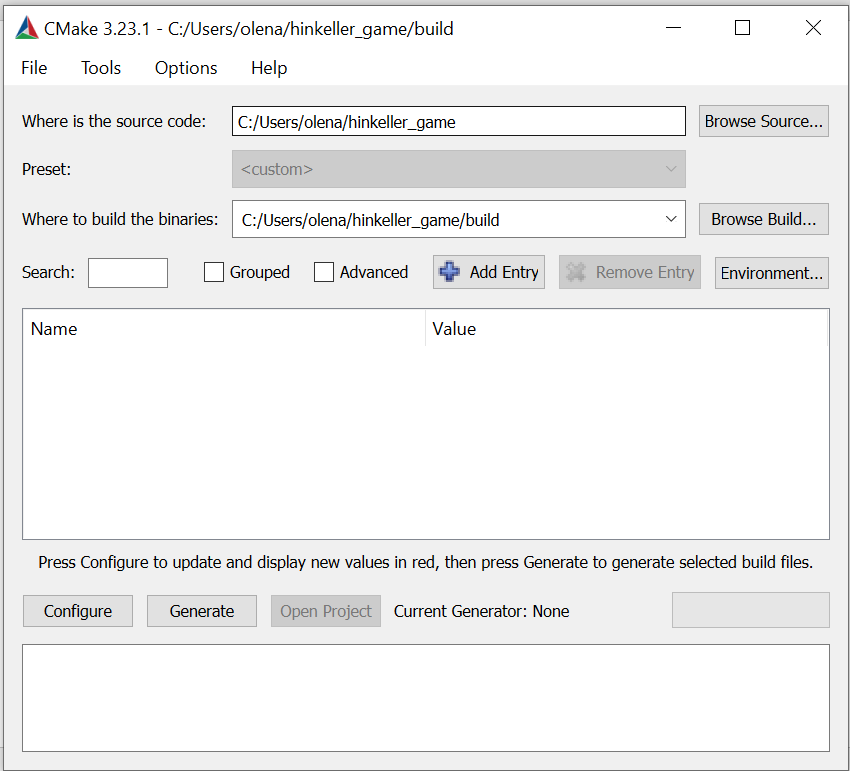 CMake 3.23.1 - C:/Users/olena/hinkeller_game/build
File Tools Options Help
Where is the source code: C:/Users/olena/hinkeller_game Browse Source...
Preset: <custom>
Where to build the binaries: C:/Users/olena/hinkeller_game/build Browse Build...
Search: Grouped Advanced Add Entry Remove Entry Environment...
Name Value
Press Configure to update and display new values in red, then press Generate to generate selected build files.
Configure Generate Open Project Current Generator: None